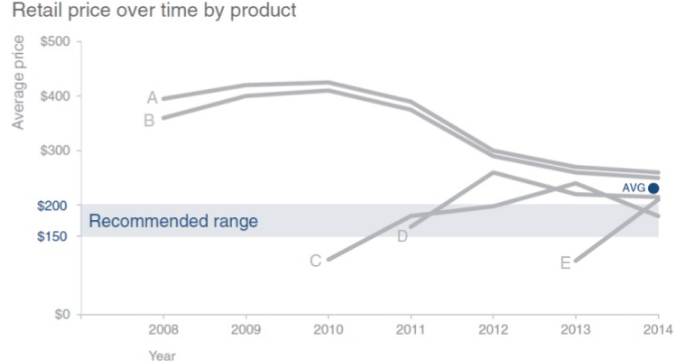 Retail price over time by product
Average price
$500
$400
$300
$200
$150
$0
A
B
C
D
E
AVG
Recommended range
2008 2009 2010 2011 2012 2013 2014
Year